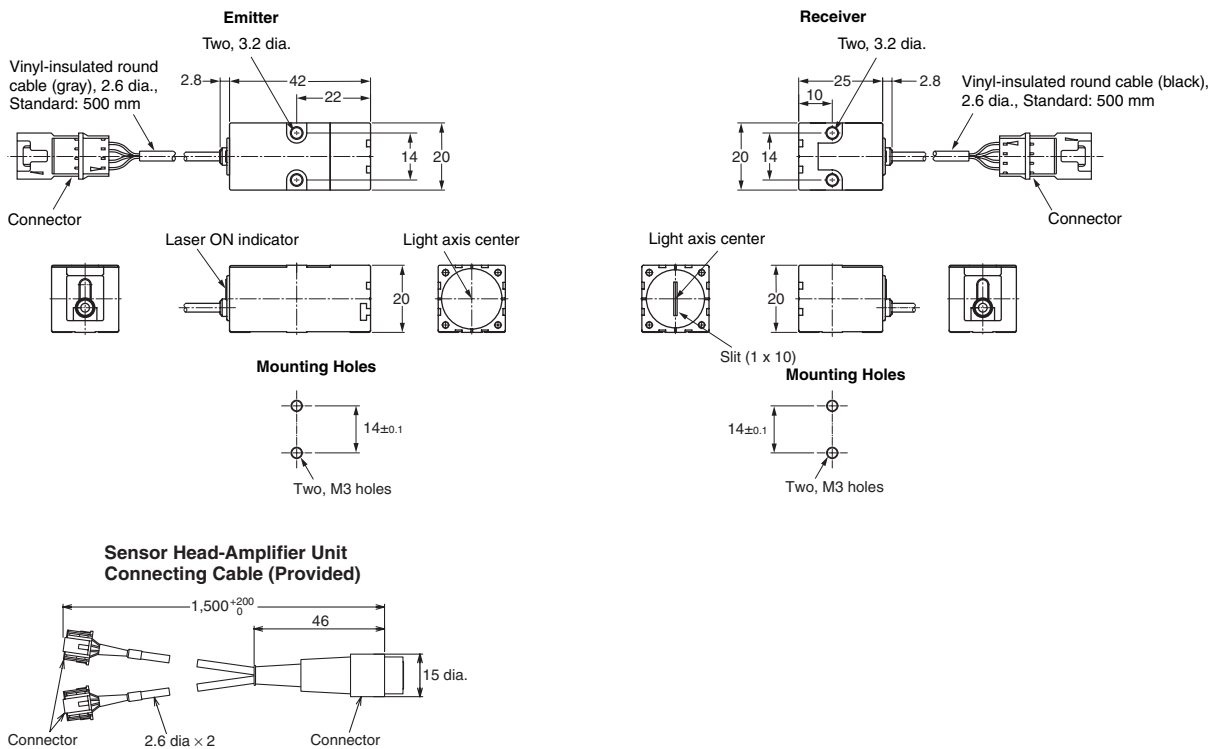 Emitter
Two, 3.2 dia.
Vinyl-insulated round
cable (gray), 2.6 dia.,
Standard: 500 mm
2.8
42
22
14
20
Connector
Receiver
Two, 3.2 dia.
25
2.8
10
Vinyl-insulated round cable (black),
2.6 dia., Standard: 500 mm
20
14
Connector
Laser ON indicator
Light axis center
20
Light axis center
20
Slit (1 x 10)
Mounting Holes
14±0.1
Two, M3 holes
Mounting Holes
14±0.1
Two, M3 holes
Sensor Head-Amplifier Unit
Connecting Cable (Provided)
1,500 +200 0
46
15 dia.
Connector
2.6 dia × 2
Connector